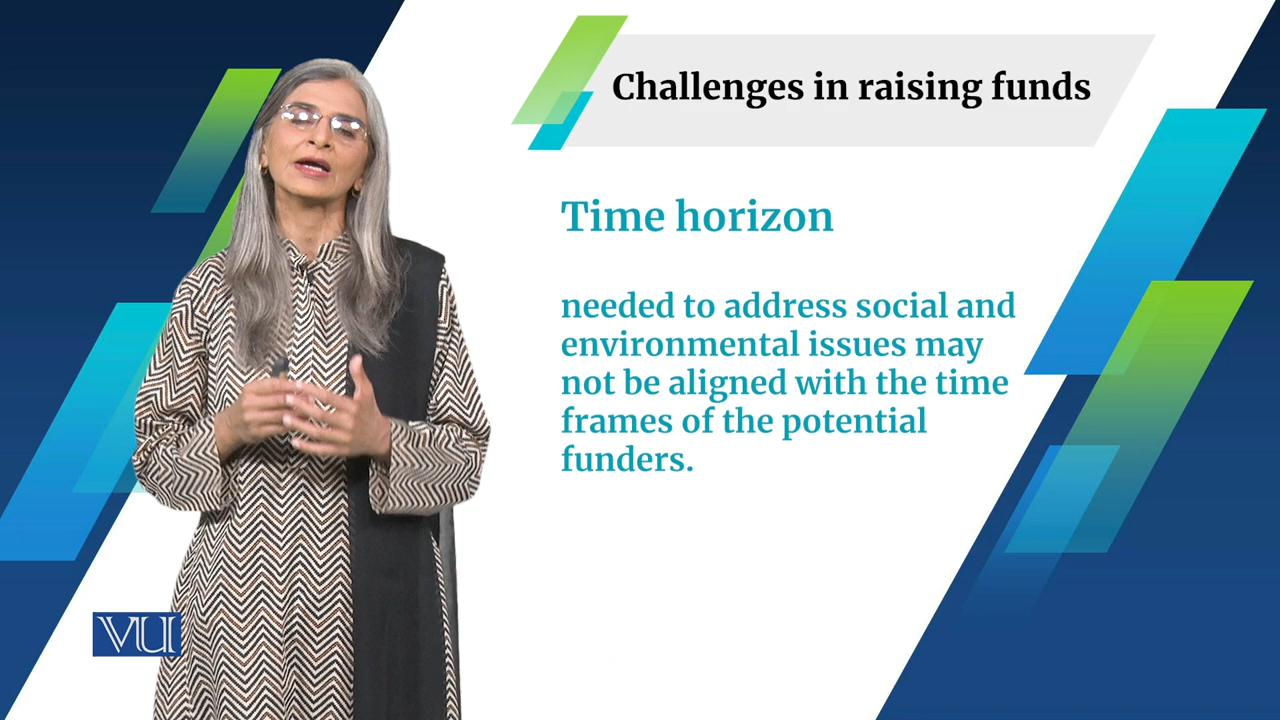 Challenges in raising funds
Time horizon
needed to address social and
environmental issues may
not be aligned with the time
frames of the potential
funders.
VU